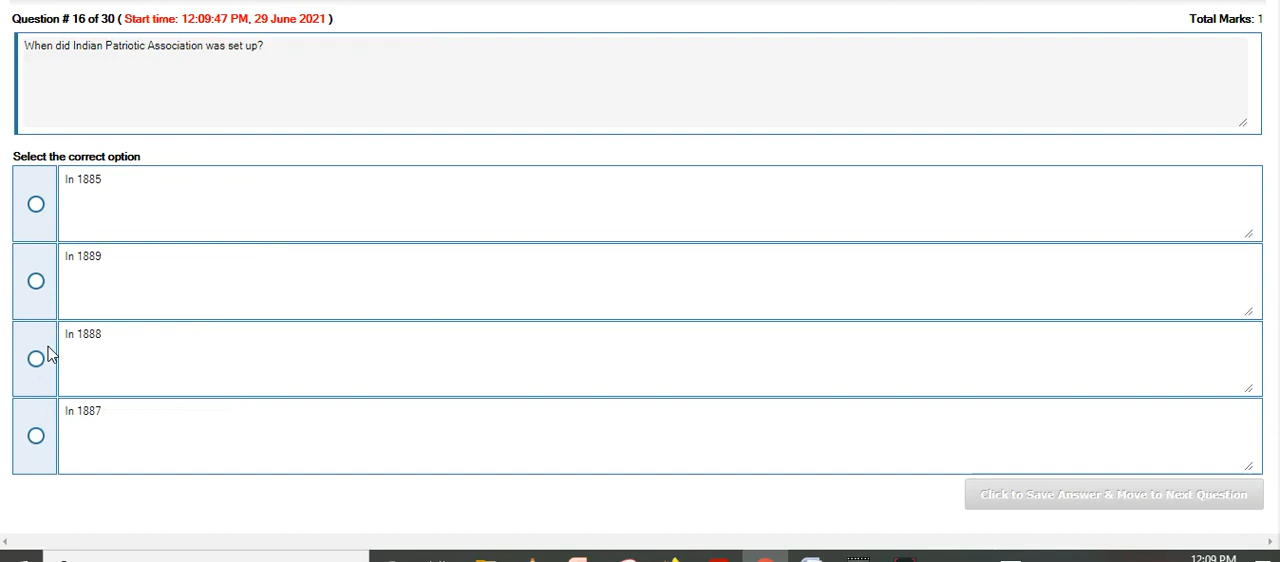 Question # 16 of 30 ( Start time: 12:09:47 PM, 29 June 2021 ) Total Marks: 1
When did Indian Patriotic Association was set up?
Select the correct option
In 1885
In 1889
In 1888
In 1887
Click to Save Answer & Move to Next Question
12:09 PM